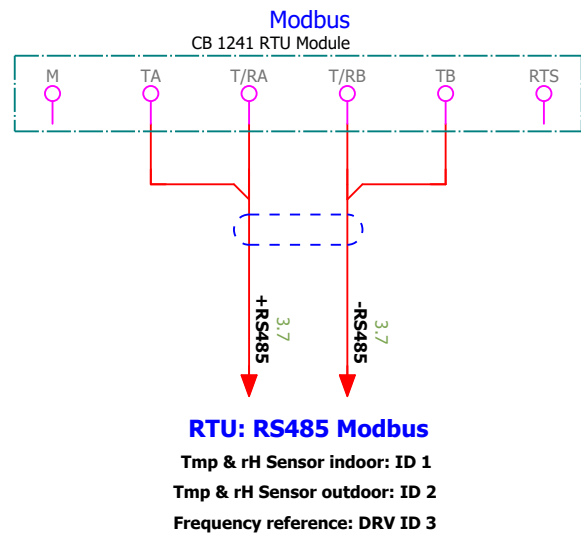 Modbus
CB 1241 RTU Module
M TA T/RA T/RB TB RTS
+RS485 3.7 -RS485 3.7
RTU: RS485 Modbus
Tmp & rH Sensor indoor: ID 1
Tmp & rH Sensor outdoor: ID 2
Frequency reference: DRV ID 3